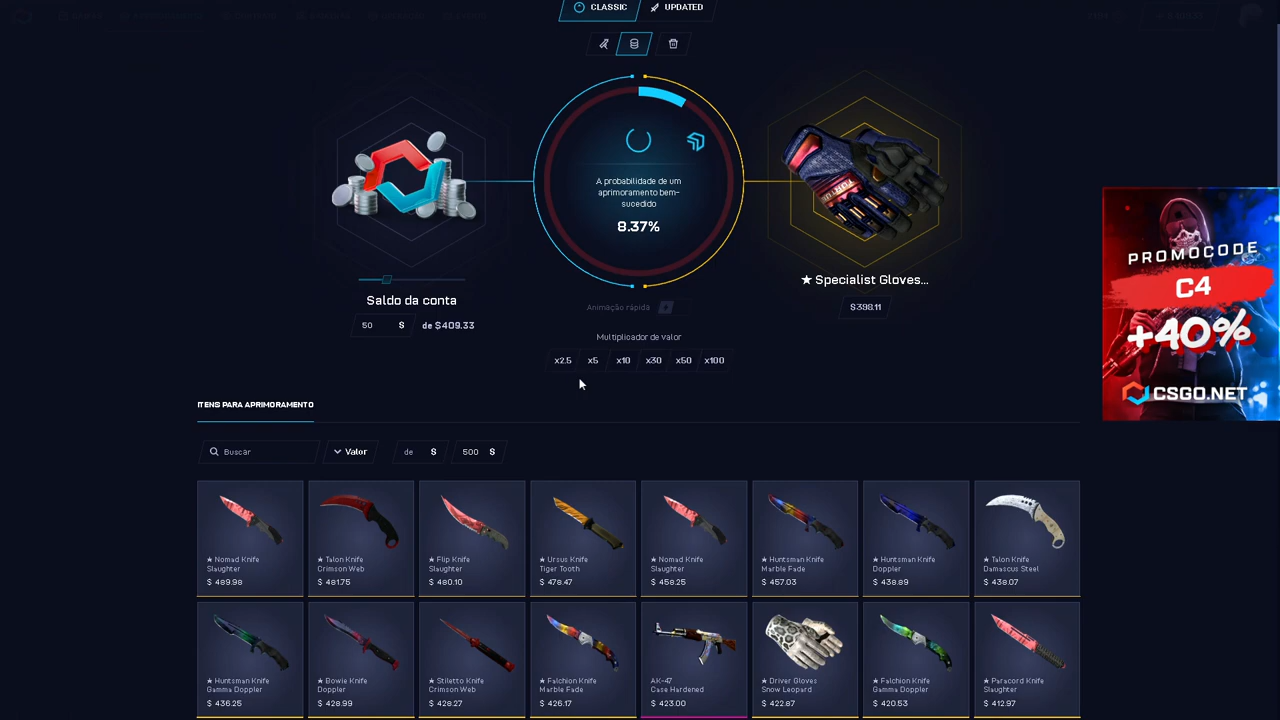 CLASSIC
UPDATED
A probabilidade de um
aprimoramento bem-
sucedido
8.37%
★ Specialist Gloves...
$398.11
Saldo da conta
50 $ de $409.33
Animação rápida
Multiplicador de valor
x2.5 x5 x10 x30 x50 x100
PROMOCODE
C4
+40%
CSGO.NET
ITENS PARA APRIMORAMENTO
Buscar
Valor
de $
500 $
★ Nomad Knife
Slaughter
$ 489.98
★ Talon Knife
Crimson Web
$ 481.75
★ Flip Knife
Slaughter
$ 480.10
★ Ursus Knife
Tiger Tooth
$ 478.47
★ Nomad Knife
Slaughter
$ 458.25
★ Huntsman Knife
Marble Fade
$ 457.03
★ Huntsman Knife
Doppler
$ 438.89
★ Talon Knife
Damascus Steel
$ 438.07
★ Huntsman Knife
Gamma Doppler
$ 436.25
★ Bowie Knife
Doppler
$ 428.99
★ Stiletto Knife
Crimson Web
$ 428.27
★ Falchion Knife
Marble Fade
$ 426.17
AK-47
Case Hardened
$ 423.00
★ Driver Gloves
Snow Leopard
$ 422.87
★ Falchion Knife
Gamma Doppler
$ 420.53
★ Paracord Knife
Slaughter
$ 412.97